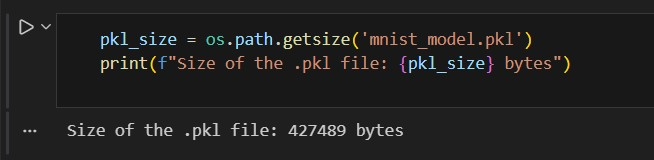 pkl_size = os.path.getsize('mnist_model.pkl')
print(f"Size of the .pkl file: {pkl_size} bytes")
Size of the .pkl file: 427489 bytes